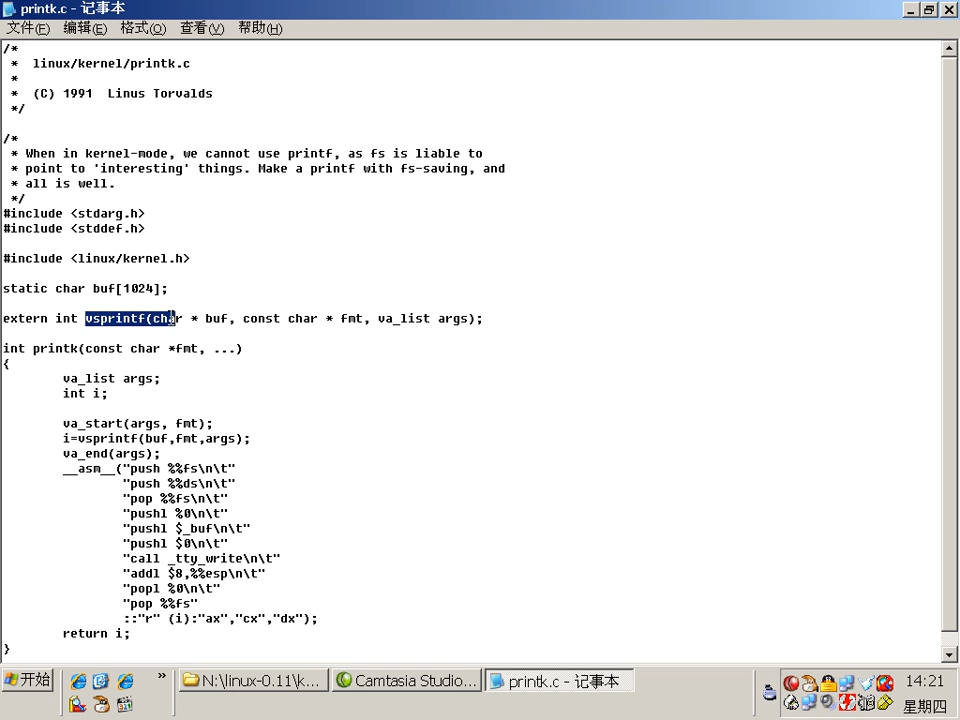 printk.c - 记事本
文件(F) 编辑(E) 格式(O) 查看(V) 帮助(H)
/*
 *  linux/kernel/printk.c
 *
 *  (C) 1991  Linus Torvalds
 */
/*
 * When in kernel-mode, we cannot use printf, as fs is liable to
 * point to 'interesting' things. Make a printf with fs-saving, and
 * all is well.
 */
#include <stdarg.h>
#include <stddef.h>
#include <linux/kernel.h>
static char buf[1024];
extern int vsprintf(char * buf, const char * fmt, va_list args);
int printk(const char *fmt, ...)
{
        va_list args;
        int i;
        va_start(args, fmt);
        i=vsprintf(buf,fmt,args);
        va_end(args);
        __asm__("push %%fs\n\t"
                "push %%ds\n\t"
                "pop %%fs\n\t"
                "pushl %0\n\t"
                "pushl $_buf\n\t"
                "pushl $0\n\t"
                "call _tty_write\n\t"
                "addl $8,%%esp\n\t"
                "popl %0\n\t"
                "pop %%fs"
                ::"r" (i):"ax","cx","dx");
        return i;
}
开始 » N:\linux-0.11\k... Camtasia Studio... printk.c - 记事本 14:21
星期四